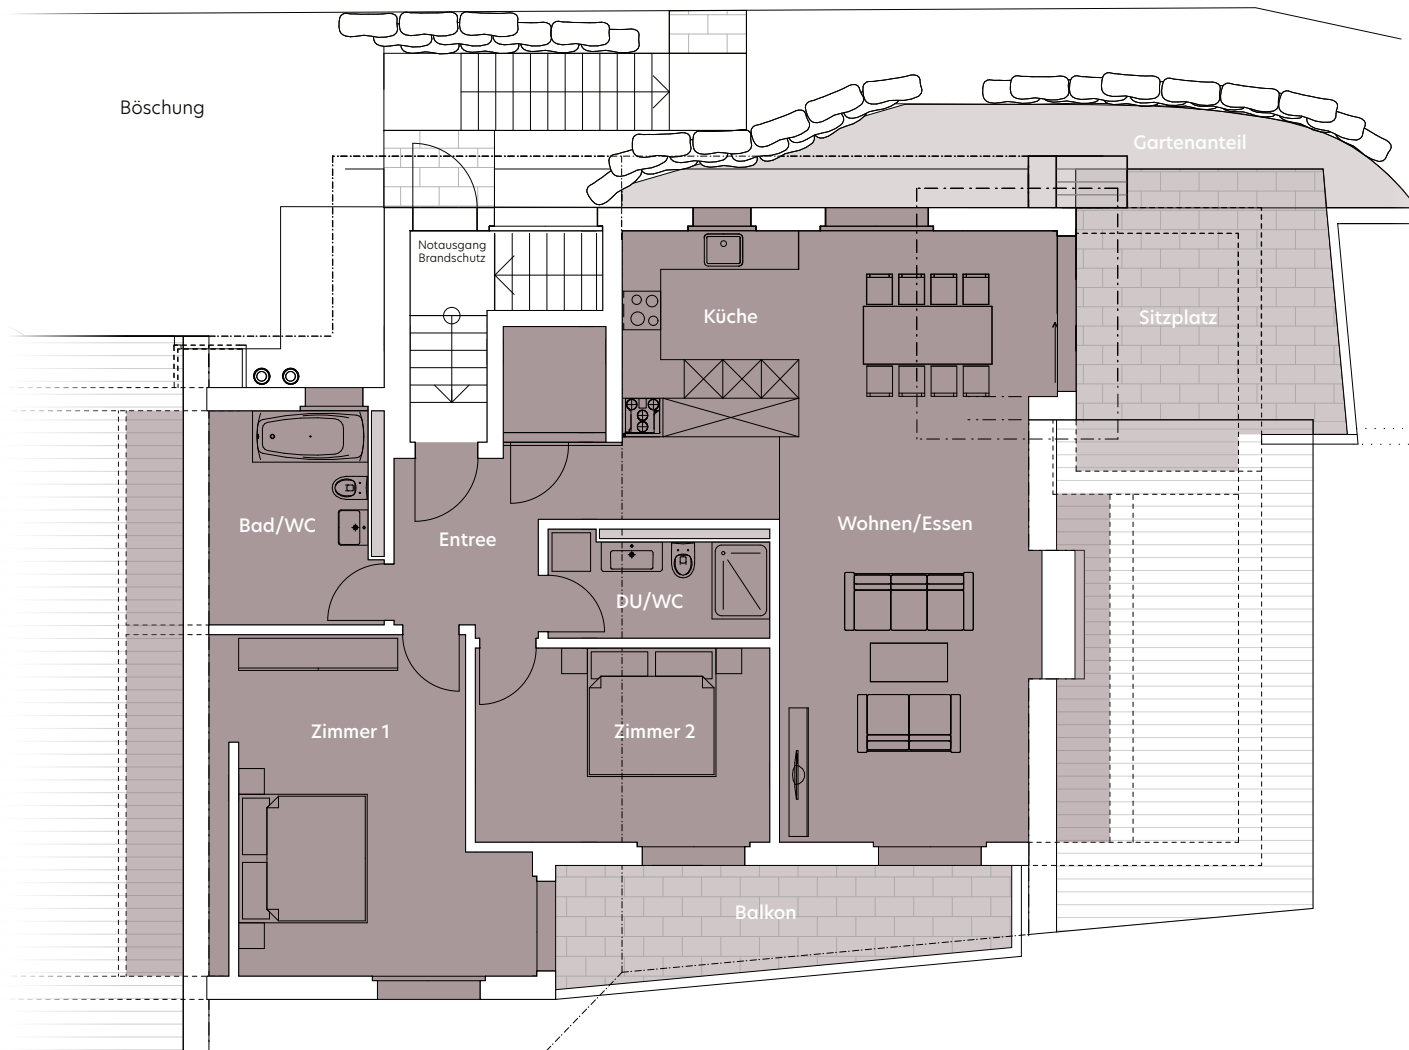 Böschung
Gartenanteil
Notausgang
Brandschutz
Küche
Sitzplatz
Bad/WC
Entree
Wohnen/Essen
DU/WC
Zimmer 1
Zimmer 2
Balkon